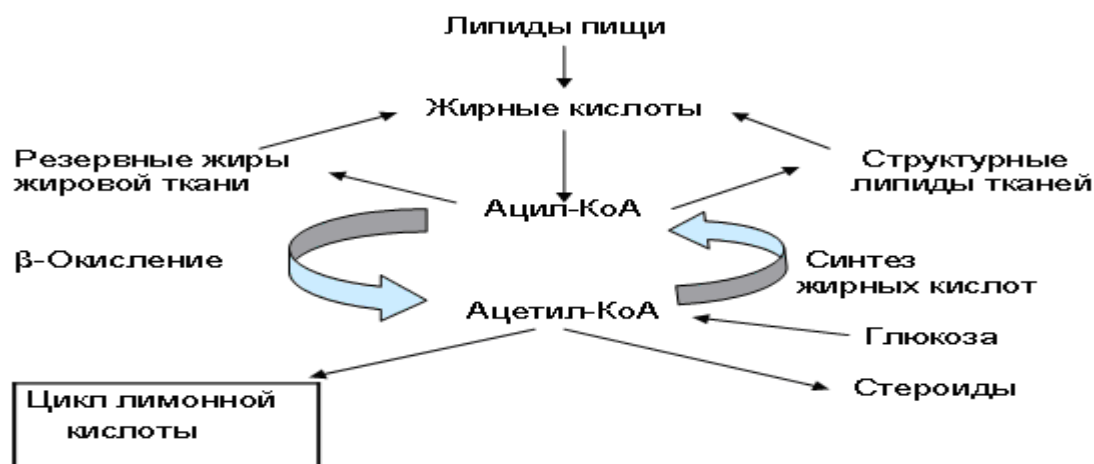 Липиды пищи
Жирные кислоты
Резервные жиры
жировой ткани
Структурные
липиды тканей
Ацил-КоА
β-Окисление
Синтез
жирных кислот
Ацетил-КоА
Глюкоза
Стероиды
Цикл лимонной
кислоты